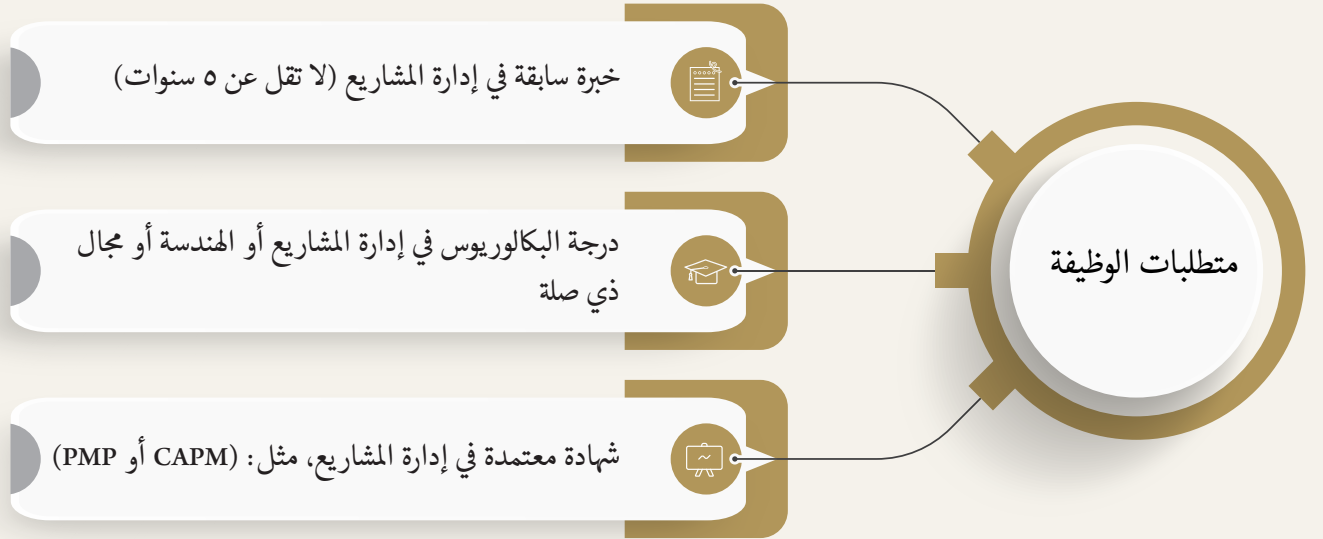 متطلبات الوظيفة
خبرة سابقة في إدارة المشاريع (لا تقل عن ٥ سنوات)
درجة البكالوريوس في إدارة المشاريع أو الهندسة أو مجال
ذي صلة
شهادة معتمدة في إدارة المشاريع، مثل: (CAPM أو PMP)